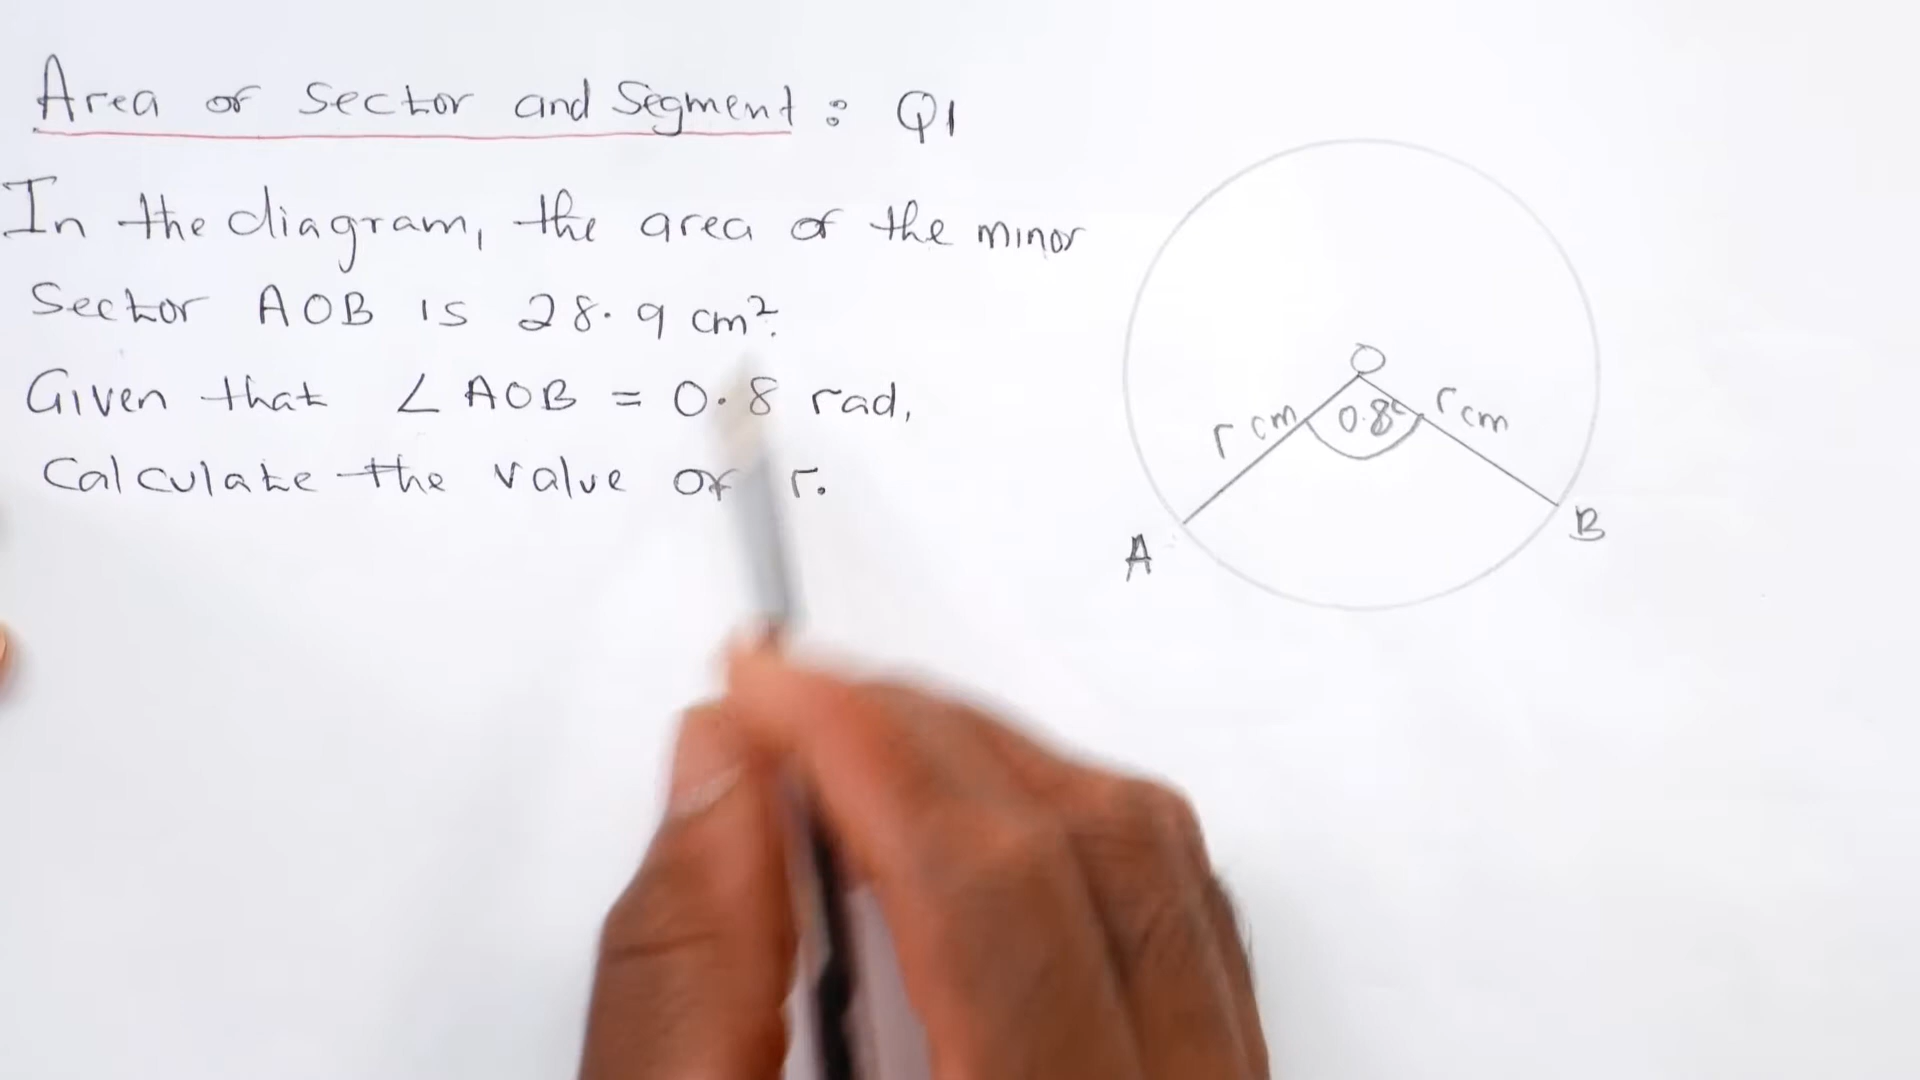 Area of sector and Segment : Q1
In the diagram, the area of the minor
Sector AOB is 28.9 cm².
Given that ∠ AOB = 0.8 rad,
Calculate the value of r.
O
r cm
0.8ᶜ
r cm
A
B